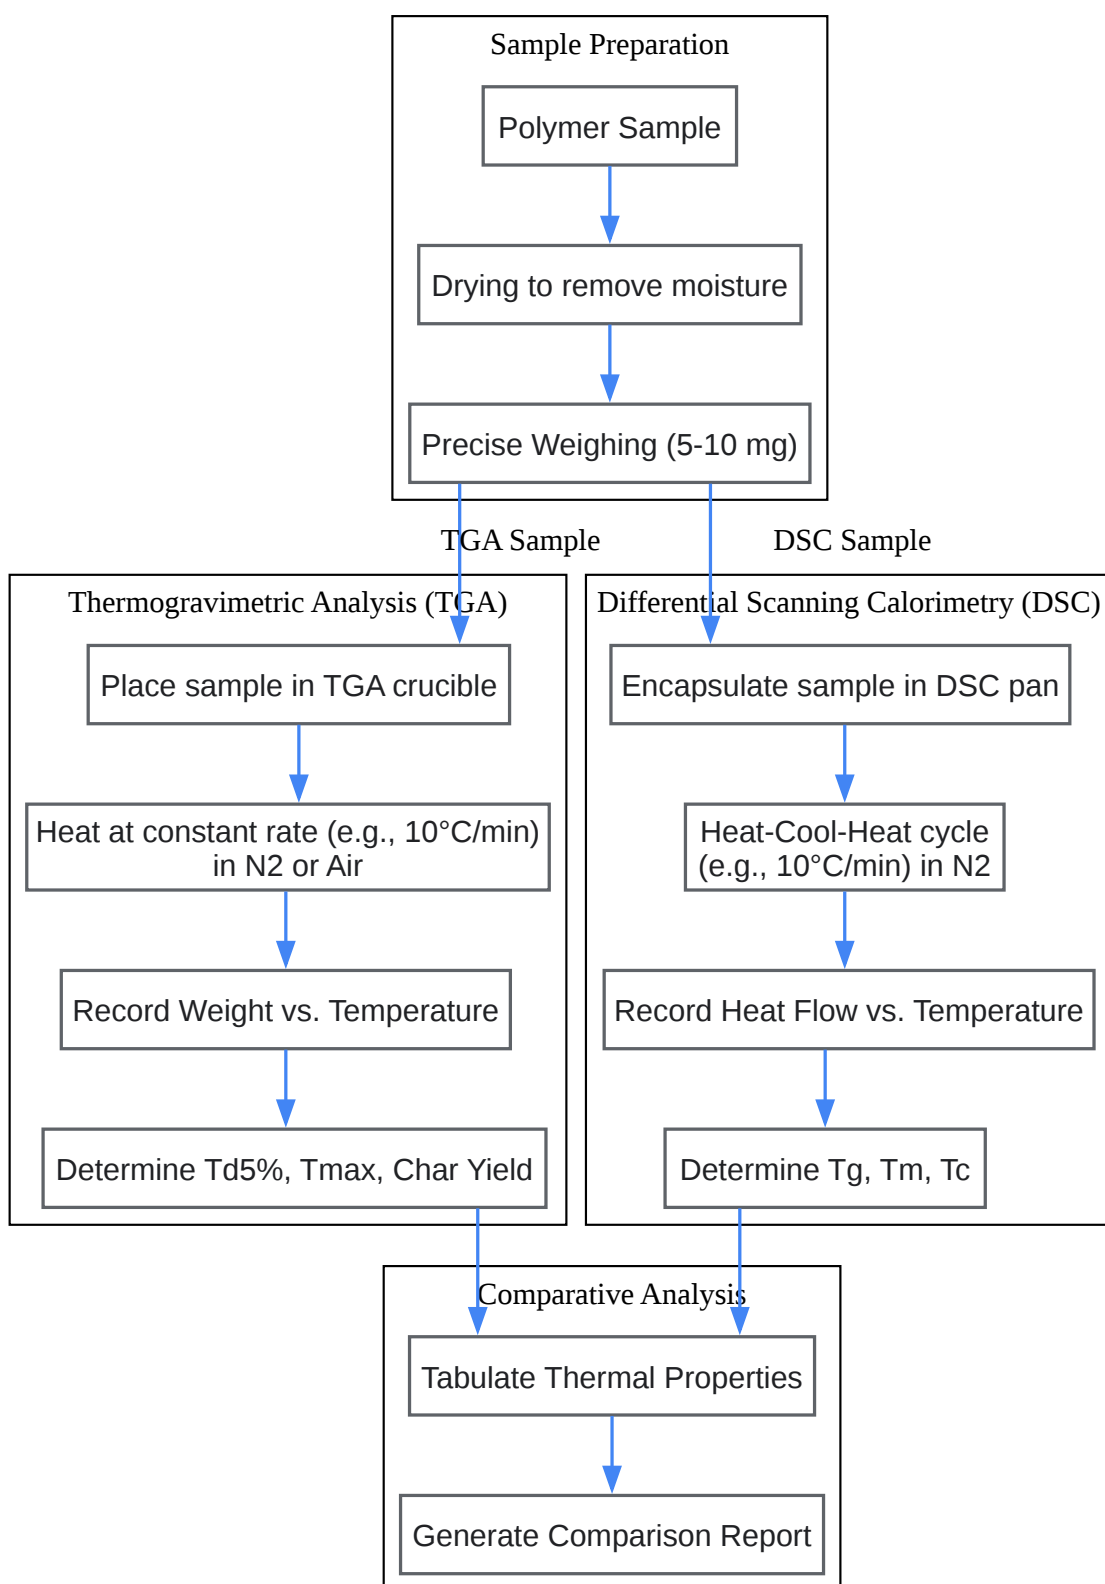 Sample Preparation
Polymer Sample
Drying to remove moisture
Precise Weighing (5-10 mg)
TGA Sample
DSC Sample
Thermogravimetric Analysis (TGA)
Place sample in TGA crucible
Heat at constant rate (e.g., 10°C/min)
in N2 or Air
Record Weight vs. Temperature
Determine Td5%, Tmax, Char Yield
Differential Scanning Calorimetry (DSC)
Encapsulate sample in DSC pan
Heat-Cool-Heat cycle
(e.g., 10°C/min) in N2
Record Heat Flow vs. Temperature
Determine Tg, Tm, Tc
Comparative Analysis
Tabulate Thermal Properties
Generate Comparison Report